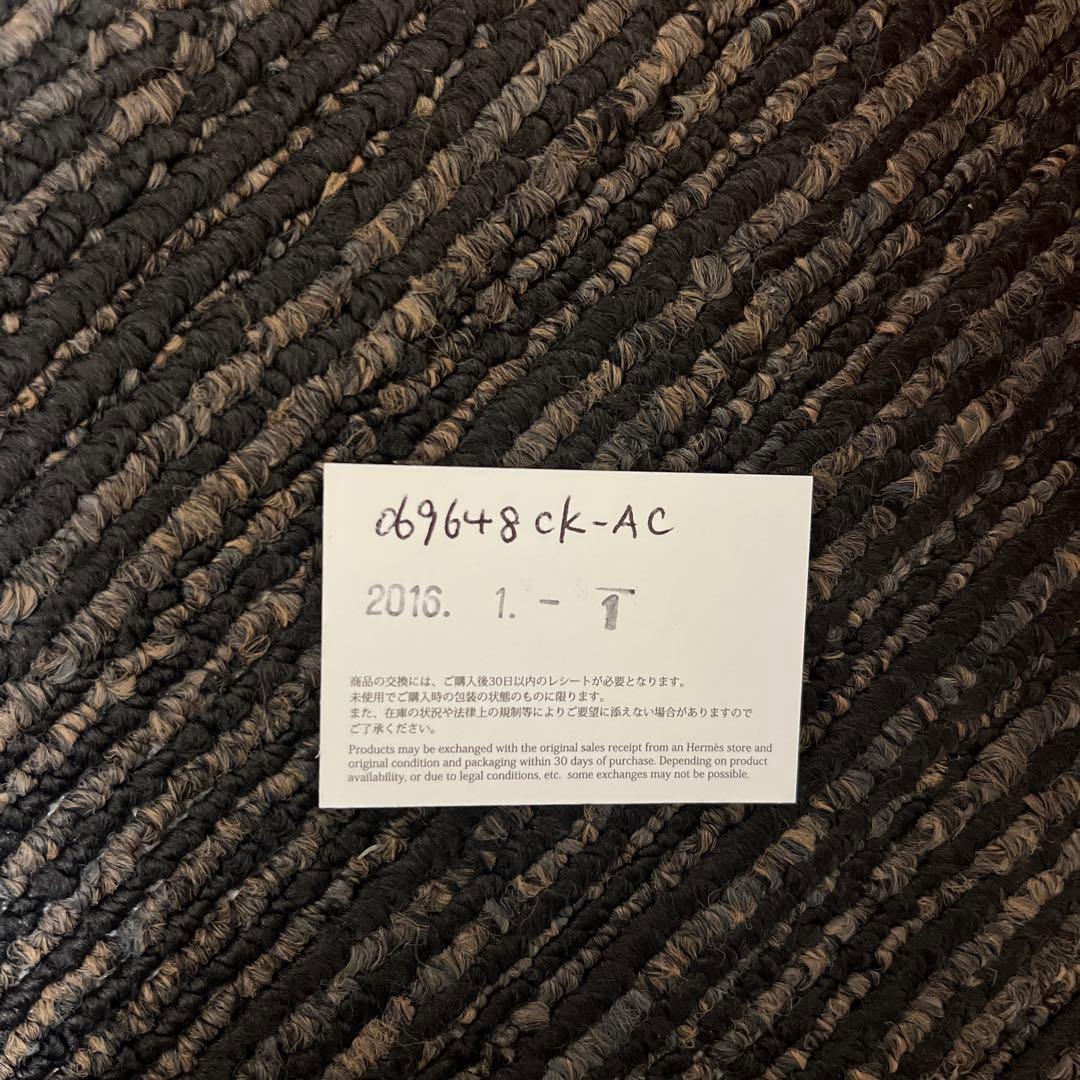 069648CK-AC
2016. 1. - 1
商品の交換には、ご購入後30日以内のレシートが必要となります。
未使用でご購入時の包装の状態のものに限ります。
また、在庫の状況や法律上の規制等によりご要望に添えない場合がありますので
ご了承ください。
Products may be exchanged with the original sales receipt from an Hermès store and
original condition and packaging within 30 days of purchase. Depending on product
availability, or due to legal conditions, etc. some exchanges may not be possible.